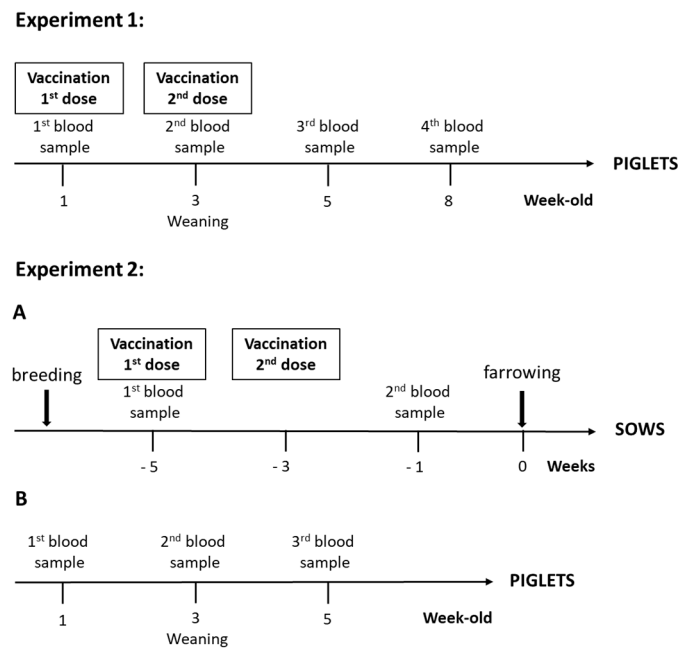 Experiment 1:
Vaccination
1st dose
Vaccination
2nd dose
1st blood
sample
2nd blood
sample
3rd blood
sample
4th blood
sample
PIGLETS
1
3
5
8
Week-old
Weaning
Experiment 2:
A
Vaccination
1st dose
Vaccination
2nd dose
breeding
farrowing
1st blood
sample
2nd blood
sample
SOWS
- 5
- 3
- 1
0
Weeks
B
1st blood
sample
2nd blood
sample
3rd blood
sample
PIGLETS
1
3
5
Week-old
Weaning